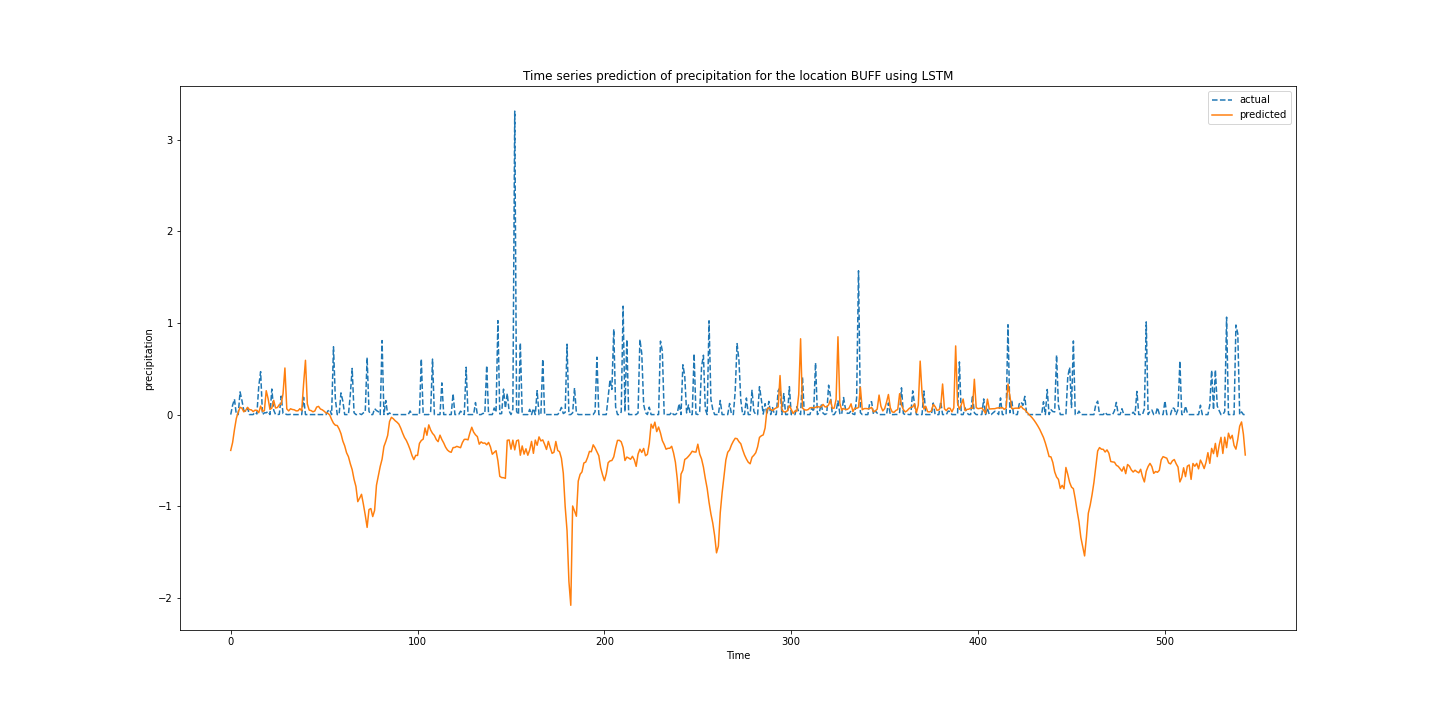 Time series prediction of precipitation for the location BUFF using LSTM
actual
predicted
3
2
1
0
−1
−2
precipitation
0 100 200 300 400 500
Time